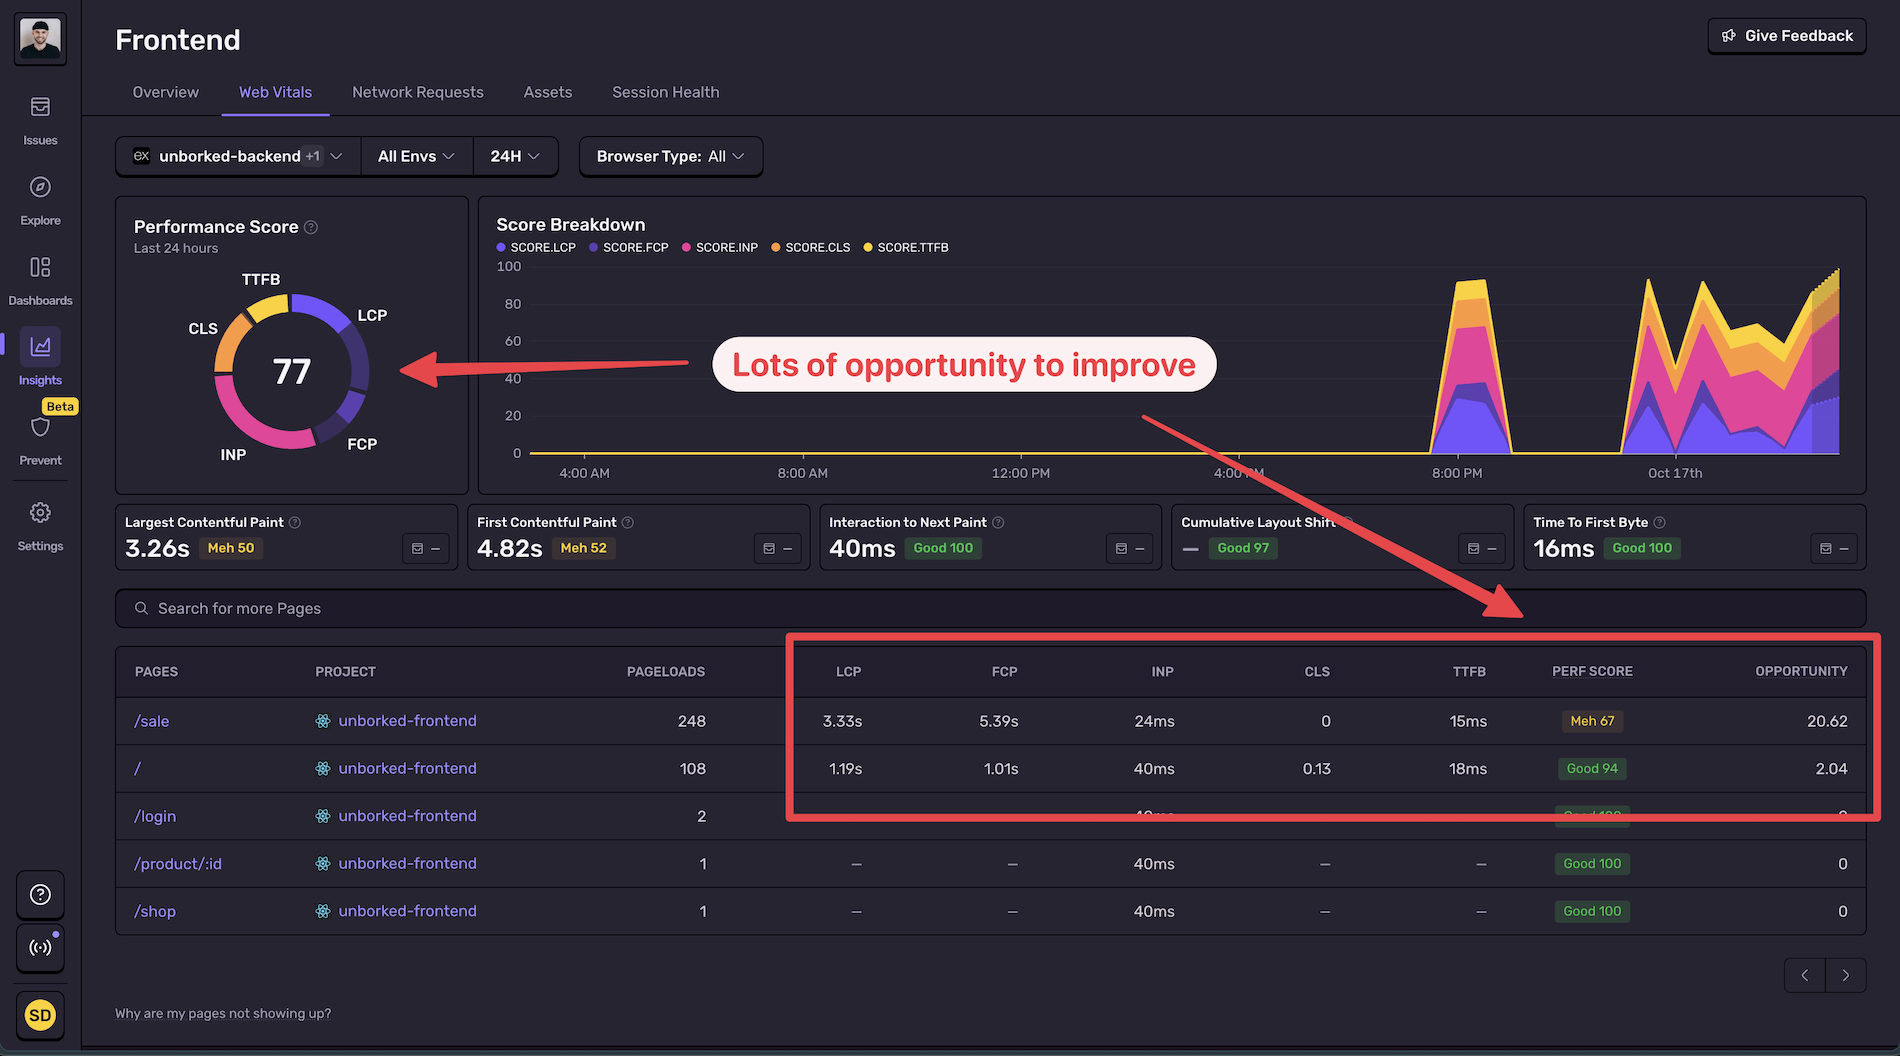 Frontend
Give Feedback
Overview Web Vitals Network Requests Assets Session Health
Issues
Explore
Dashboards
Insights
Beta
Prevent
Settings
SD
ex unborked-backend +1 All Envs 24H Browser Type: All
Performance Score
Last 24 hours
TTFB
LCP
CLS
77
FCP
INP
Score Breakdown
SCORE.LCP SCORE.FCP SCORE.INP SCORE.CLS SCORE.TTFB
100
80
60
40
20
0
4:00 AM 8:00 AM 12:00 PM 4:00 PM 8:00 PM Oct 17th
Lots of opportunity to improve
Largest Contentful Paint
3.26s Meh 50 —
First Contentful Paint
4.82s Meh 52 —
Interaction to Next Paint
40ms Good 100 —
Cumulative Layout Shift
— Good 97 —
Time To First Byte
16ms Good 100 —
Search for more Pages
PAGES PROJECT PAGELOADS LCP FCP INP CLS TTFB PERF SCORE OPPORTUNITY
/sale unborked-frontend 248 3.33s 5.39s 24ms 0 15ms Meh 67 20.62
/ unborked-frontend 108 1.19s 1.01s 40ms 0.13 18ms Good 94 2.04
/login unborked-frontend 2
/product/:id unborked-frontend 1 — — 40ms — — Good 100 0
/shop unborked-frontend 1 — — 40ms — — Good 100 0
Why are my pages not showing up?